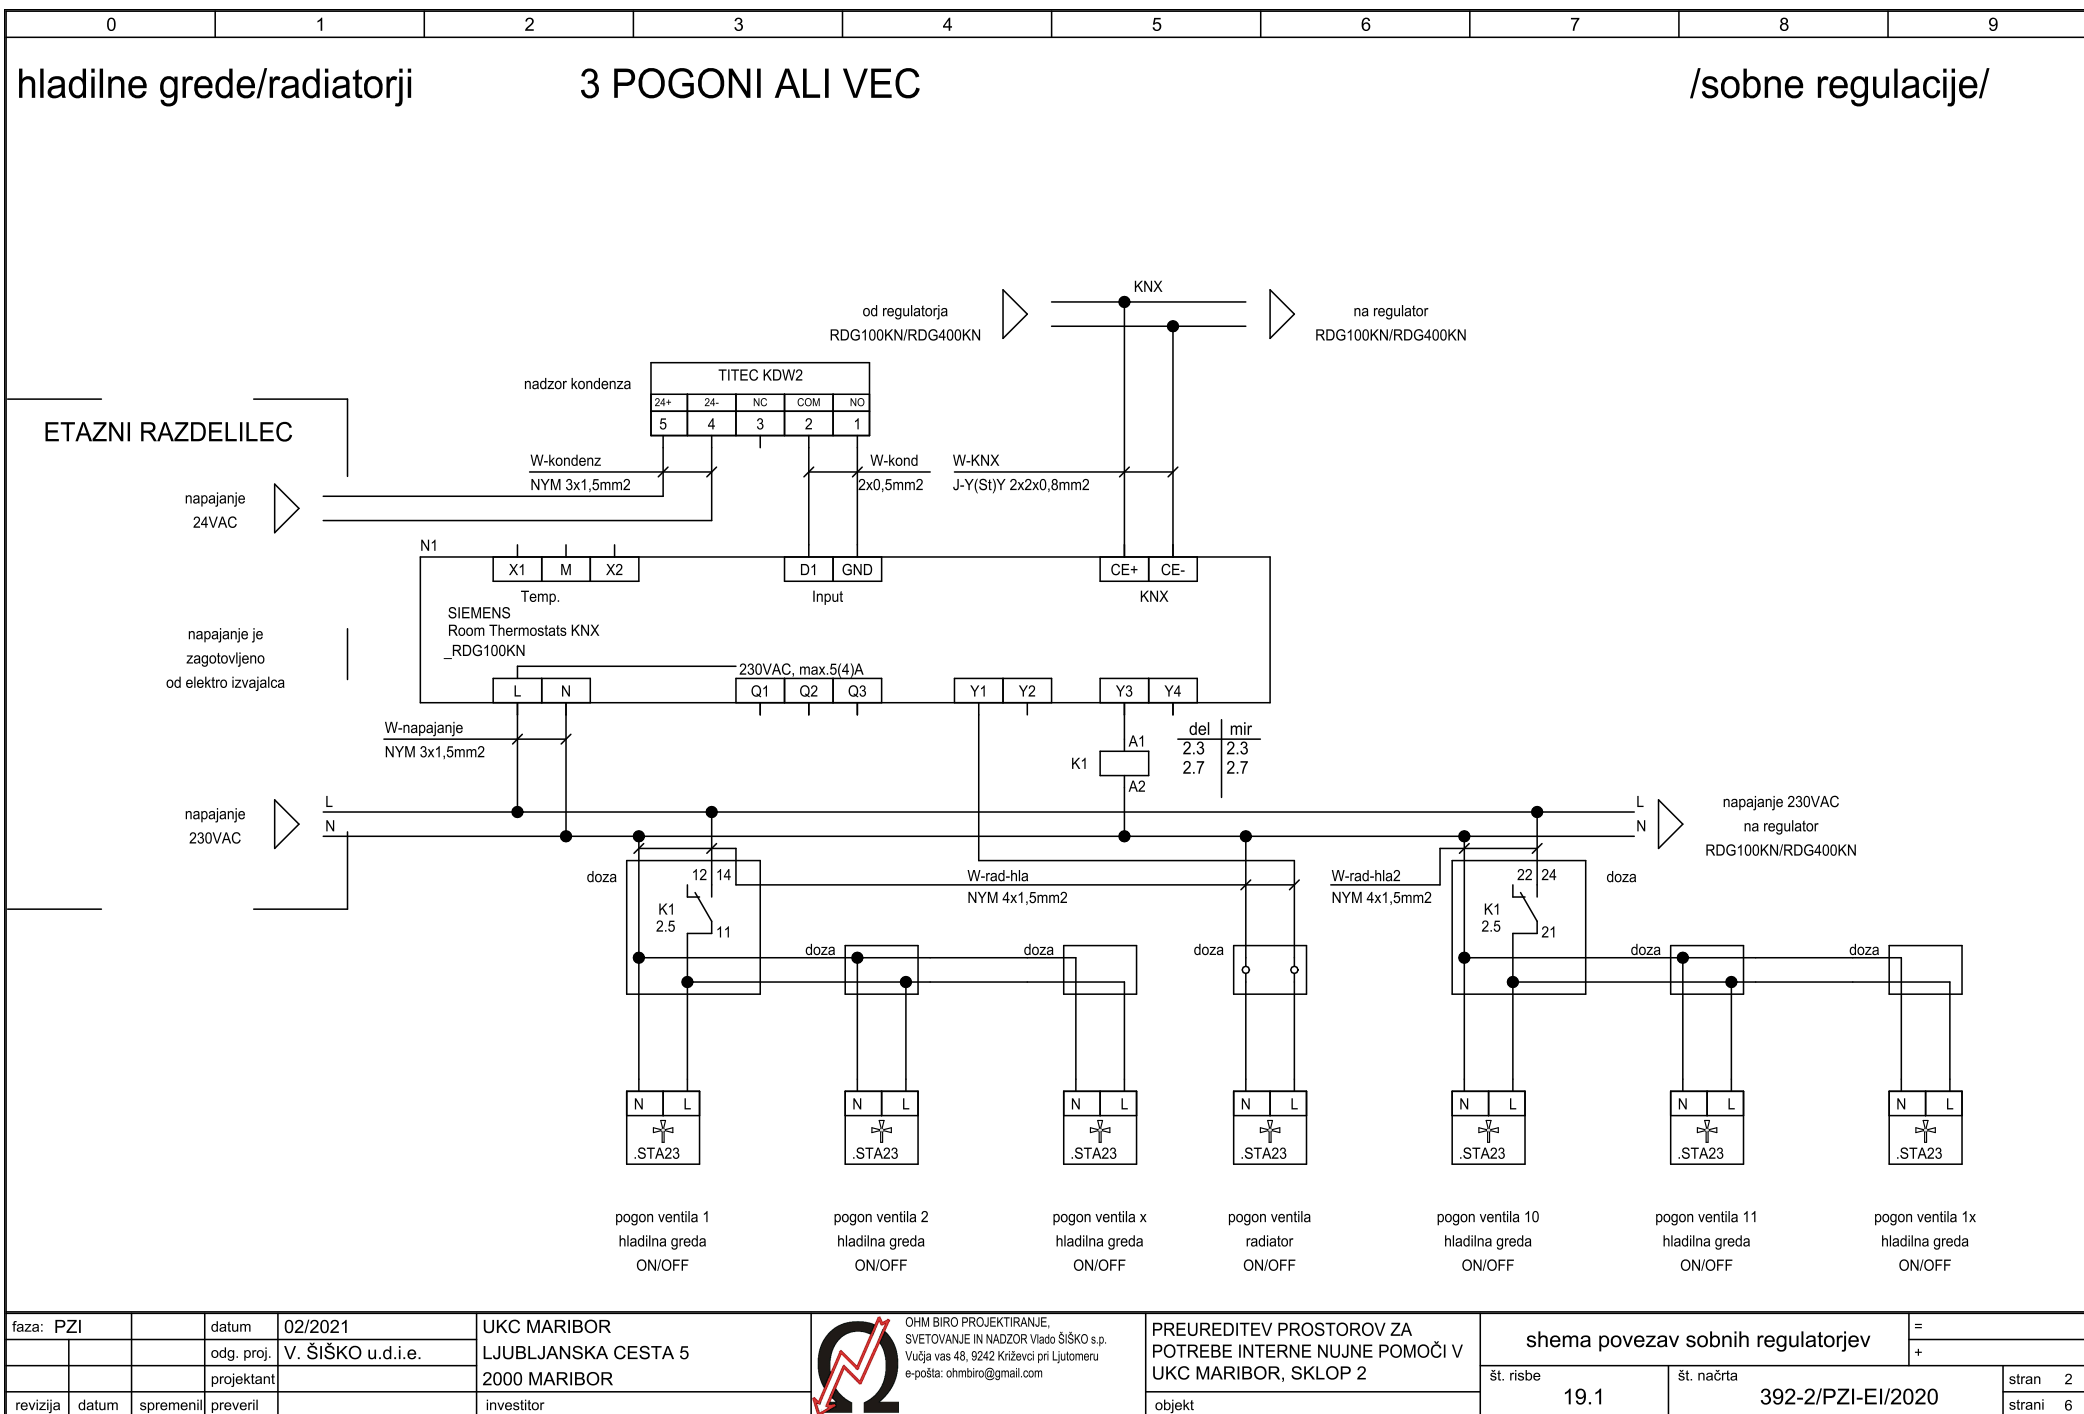 0 1 2 3 4 5 6 7 8 9
hladilne grede/radiatorji 3 POGONI ALI VEC /sobne regulacije/
KNX
od regulatorja
RDG100KN/RDG400KN
na regulator
RDG100KN/RDG400KN
nadzor kondenza
TITEC KDW2
24+ 24- NC COM NO
5 4 3 2 1
ETAZNI RAZDELILEC
W-kondenz
NYM 3x1,5mm2
W-kond
2x0,5mm2
W-KNX
J-Y(St)Y 2x2x0,8mm2
napajanje
24VAC
N1
X1 M X2 D1 GND CE+ CE-
Temp. Input KNX
SIEMENS
Room Thermostats KNX
_RDG100KN
napajanje je
zagotovljeno
od elektro izvajalca
230VAC, max.5(4)A
L N Q1 Q2 Q3 Y1 Y2 Y3 Y4
W-napajanje
NYM 3x1,5mm2
K1
A1
A2
del mir
2.3 2.3
2.7 2.7
napajanje
230VAC
L
N
L
N
napajanje 230VAC
na regulator
RDG100KN/RDG400KN
doza
12 14
K1
2.5
11
W-rad-hla
NYM 4x1,5mm2
W-rad-hla2
NYM 4x1,5mm2
22 24
K1
2.5
21
doza
doza doza doza doza doza
N L N L N L N L N L N L N L
.STA23 .STA23 .STA23 .STA23 .STA23 .STA23 .STA23
pogon ventila 1
hladilna greda
ON/OFF
pogon ventila 2
hladilna greda
ON/OFF
pogon ventila x
hladilna greda
ON/OFF
pogon ventila
radiator
ON/OFF
pogon ventila 10
hladilna greda
ON/OFF
pogon ventila 11
hladilna greda
ON/OFF
pogon ventila 1x
hladilna greda
ON/OFF
faza: PZI
datum 02/2021
odg. proj. V. ŠIŠKO u.d.i.e.
projektant
revizija datum spremenil preveril
UKC MARIBOR
LJUBLJANSKA CESTA 5
2000 MARIBOR
investitor
OHM BIRO PROJEKTIRANJE,
SVETOVANJE IN NADZOR Vlado ŠIŠKO s.p.
Vučja vas 48, 9242 Križevci pri Ljutomeru
e-pošta: ohmbiro@gmail.com
PREUREDITEV PROSTOROV ZA
POTREBE INTERNE NUJNE POMOČI V
UKC MARIBOR, SKLOP 2
objekt
shema povezav sobnih regulatorjev
=
+
št. risbe
19.1
št. načrta
392-2/PZI-EI/2020
stran 2
strani 6